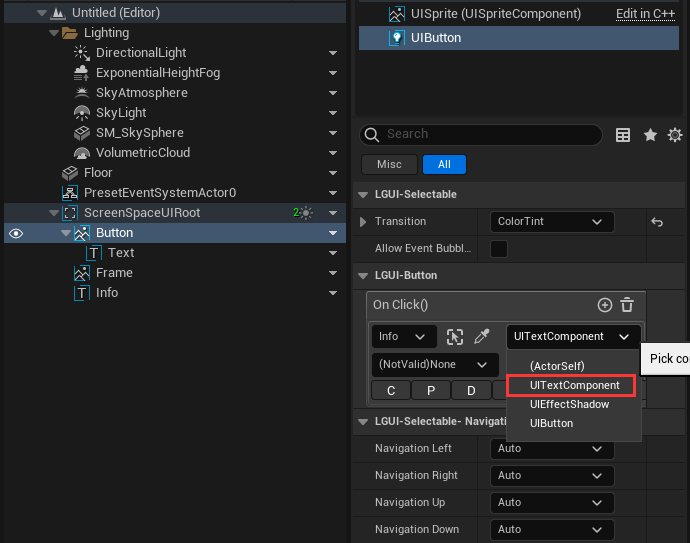 Untitled (Editor)
Lighting
DirectionalLight
ExponentialHeightFog
SkyAtmosphere
SkyLight
SM_SkySphere
VolumetricCloud
Floor
PresetEventSystemActor0
ScreenSpaceUIRoot 2
Button
T Text
Frame
T Info
UISprite (UISpriteComponent) Edit in C++
UIButton
Search
Misc All
LGUI-Selectable
Transition ColorTint
Allow Event Bubbl...
LGUI-Button
On Click()
Info UITextComponent
Pick co
(NotValid)None
(ActorSelf)
UITextComponent
UIEffectShadow
UIButton
C P D
LGUI-Selectable- Navigati
Navigation Left Auto
Navigation Right Auto
Navigation Up Auto
Navigation Down Auto